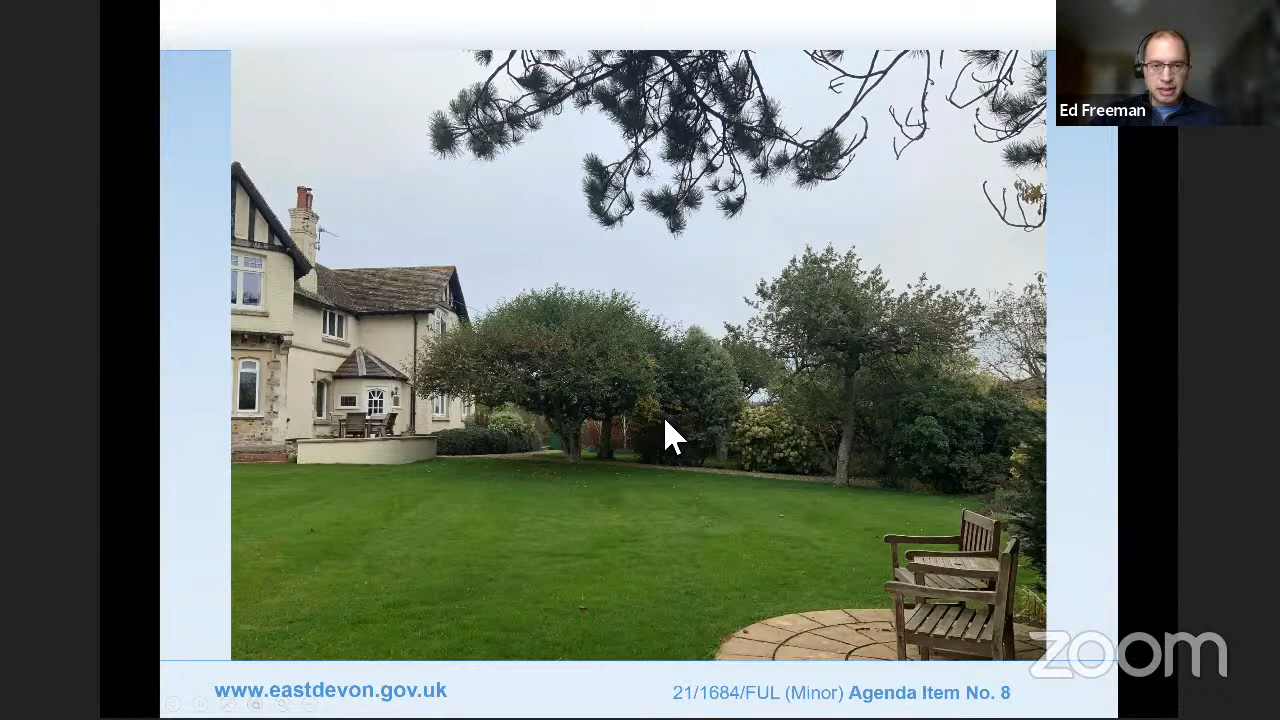 Ed Freeman
zoom
www.eastdevon.gov.uk
21/1684/FUL (Minor) Agenda Item No. 8